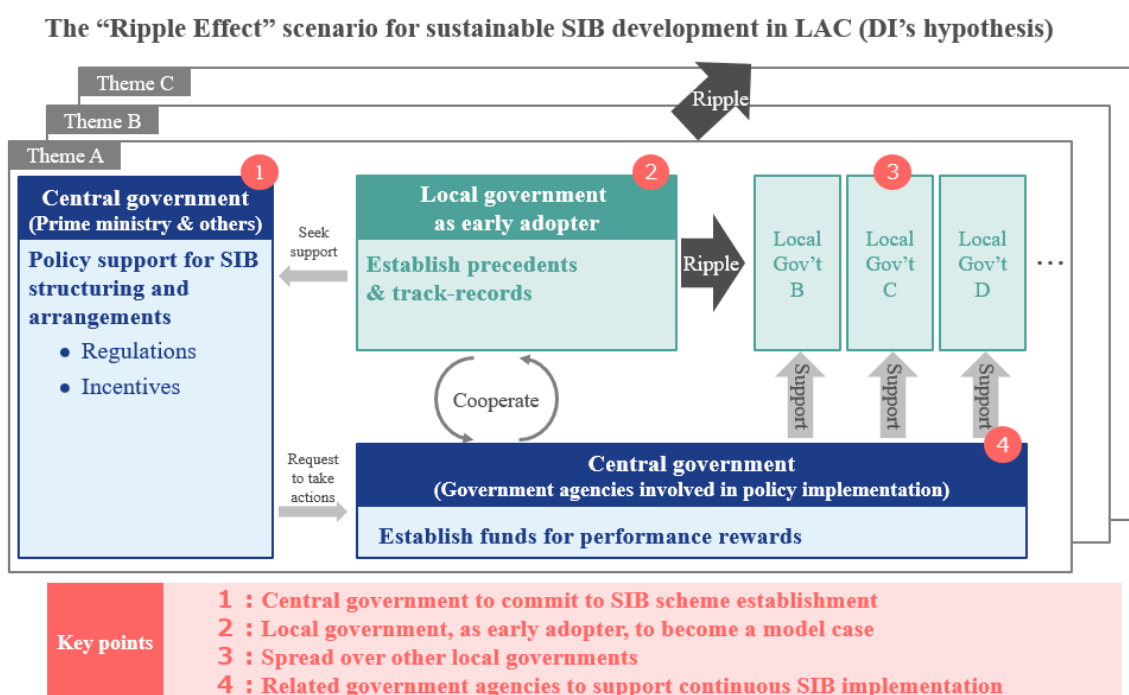 The “Ripple Effect” scenario for sustainable SIB development in LAC (DI’s hypothesis)
Theme C
Theme B
Theme A
Ripple
1
Central government
(Prime ministry & others)
Policy support for SIB
structuring and
arrangements
• Regulations
• Incentives
Seek
support
2
Local government
as early adopter
Establish precedents
& track-records
Ripple
3
Local
Gov’t
B
Local
Gov’t
C
Local
Gov’t
D
...
Cooperate
Support
Support
Support
Request
to take
actions
4
Central government
(Government agencies involved in policy implementation)
Establish funds for performance rewards
Key points
1 : Central government to commit to SIB scheme establishment
2 : Local government, as early adopter, to become a model case
3 : Spread over other local governments
4 : Related government agencies to support continuous SIB implementation